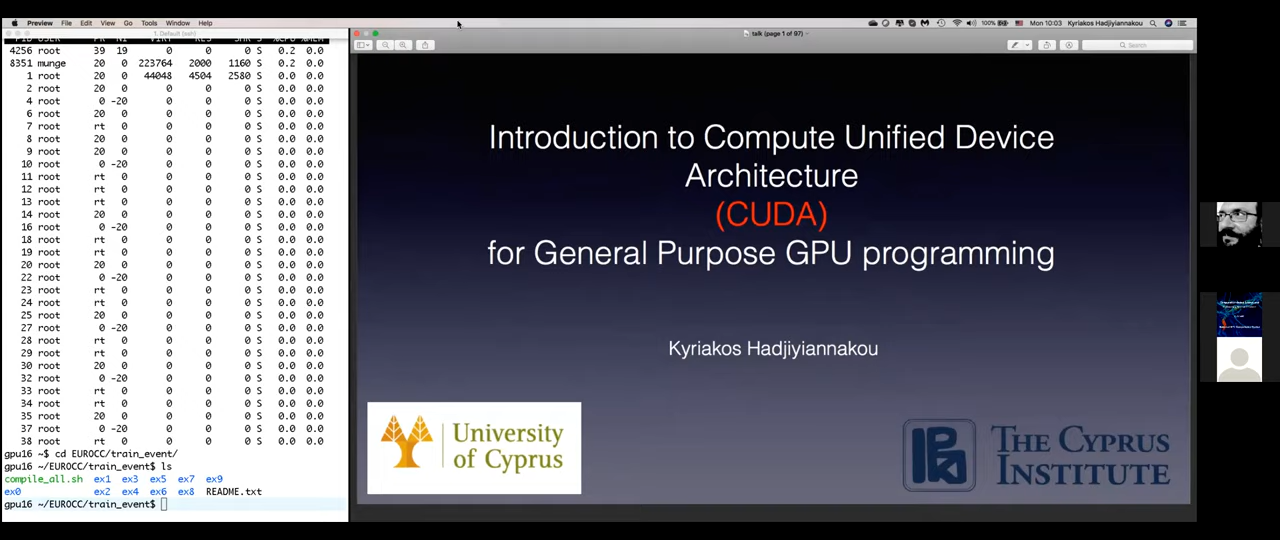 Preview File Edit View Go Tools Window Help
100% Mon 10:03 Kyriakos Hadjiyiannakou
1. Default (ssh)
PID USER PR NI VIRT RES SHR S %CPU %MEM
4256 root 39 19 0 0 0 S 0.2 0.0
8351 munge 20 0 223764 2000 1160 S 0.2 0.0
1 root 20 0 44048 4504 2580 S 0.0 0.0
2 root 20 0 0 0 0 S 0.0 0.0
4 root 0 -20 0 0 0 S 0.0 0.0
6 root 20 0 0 0 0 S 0.0 0.0
7 root rt 0 0 0 0 S 0.0 0.0
8 root 20 0 0 0 0 S 0.0 0.0
9 root 20 0 0 0 0 S 0.0 0.0
10 root 0 -20 0 0 0 S 0.0 0.0
11 root rt 0 0 0 0 S 0.0 0.0
12 root rt 0 0 0 0 S 0.0 0.0
13 root rt 0 0 0 0 S 0.0 0.0
14 root 20 0 0 0 0 S 0.0 0.0
16 root 0 -20 0 0 0 S 0.0 0.0
18 root rt 0 0 0 0 S 0.0 0.0
19 root rt 0 0 0 0 S 0.0 0.0
20 root 20 0 0 0 0 S 0.0 0.0
22 root 0 -20 0 0 0 S 0.0 0.0
23 root rt 0 0 0 0 S 0.0 0.0
24 root rt 0 0 0 0 S 0.0 0.0
25 root 20 0 0 0 0 S 0.0 0.0
27 root 0 -20 0 0 0 S 0.0 0.0
28 root rt 0 0 0 0 S 0.0 0.0
29 root rt 0 0 0 0 S 0.0 0.0
30 root 20 0 0 0 0 S 0.0 0.0
32 root 0 -20 0 0 0 S 0.0 0.0
33 root rt 0 0 0 0 S 0.0 0.0
34 root rt 0 0 0 0 S 0.0 0.0
35 root 20 0 0 0 0 S 0.0 0.0
37 root 0 -20 0 0 0 S 0.0 0.0
38 root rt 0 0 0 0 S 0.0 0.0
gpu16 ~$ cd EUROCC/train_event/
gpu16 ~/EUROCC/train_event$ ls
compile_all.sh ex1 ex3 ex5 ex7 ex9
ex0 ex2 ex4 ex6 ex8 README.txt
gpu16 ~/EUROCC/train_event$
talk (page 1 of 97)
Search
Introduction to Compute Unified Device
Architecture
(CUDA)
for General Purpose GPU programming
Kyriakos Hadjiyiannakou
University
of Cyprus
THE CYPRUS
INSTITUTE